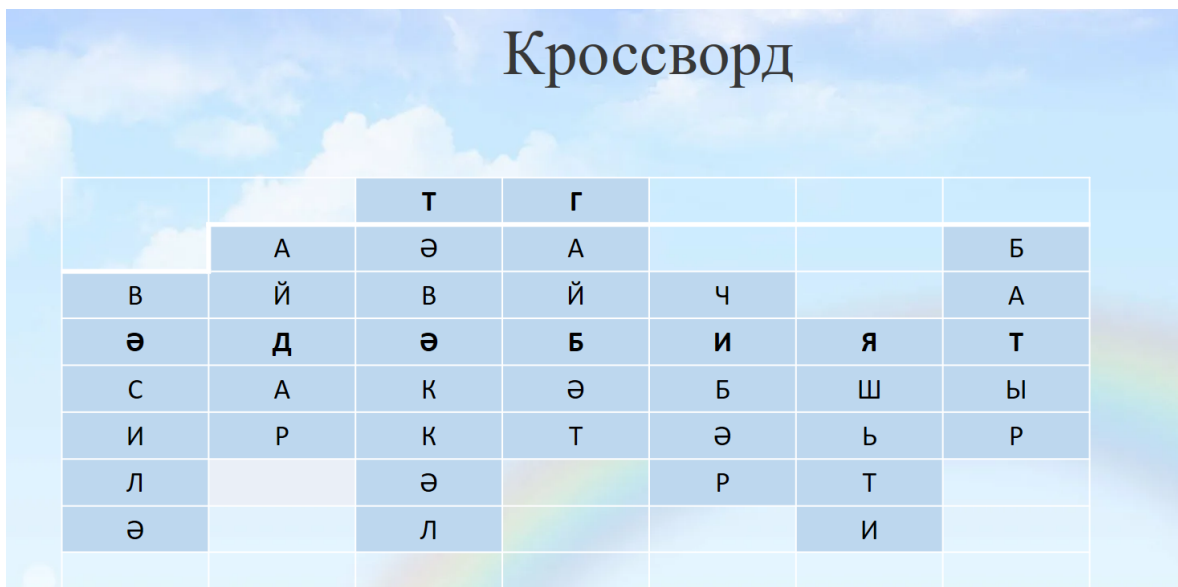 Кроссворд
Т Г
А Ә А Б
В Й В Й Ч А
Ә Д Ә Б И Я Т
С А К Ә Б Ш Ы
И Р К Т Ә Ь Р
Л Ә Р Т
Ә Л И